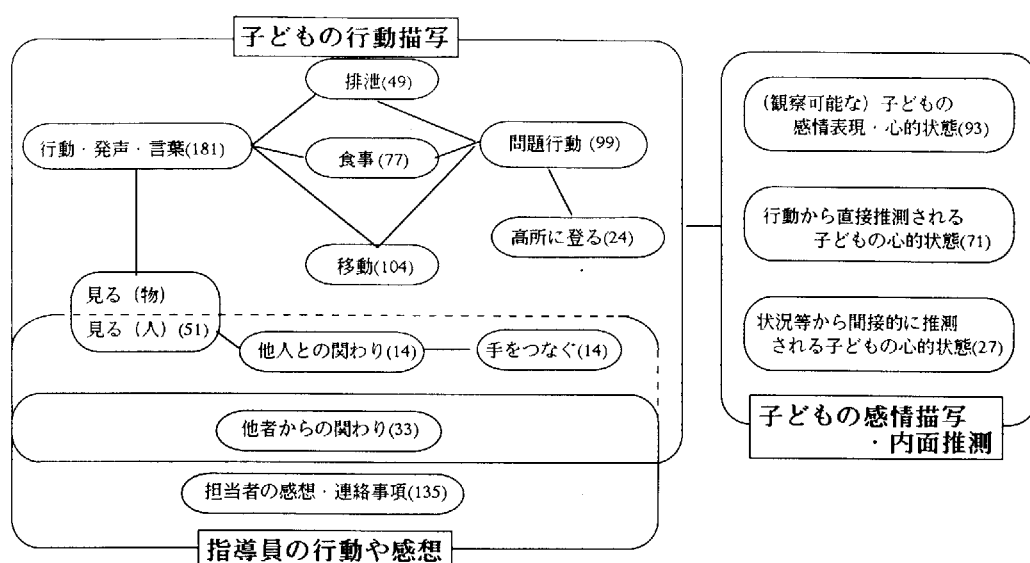 子どもの行動描写
排泄(49)
行動・発声・言葉(181)
食事(77)
問題行動(99)
高所に登る(24)
移動(104)
見る(物)
見る(人)(51)
他人との関わり(14)
手をつなぐ(14)
他者からの関わり(33)
担当者の感想・連絡事項(135)
指導員の行動や感想
(観察可能な)子どもの
感情表現・心的状態(93)
行動から直接推測される
子どもの心的状態(71)
状況等から間接的に推測
される子どもの心的状態(27)
子どもの感情描写
・内面推測